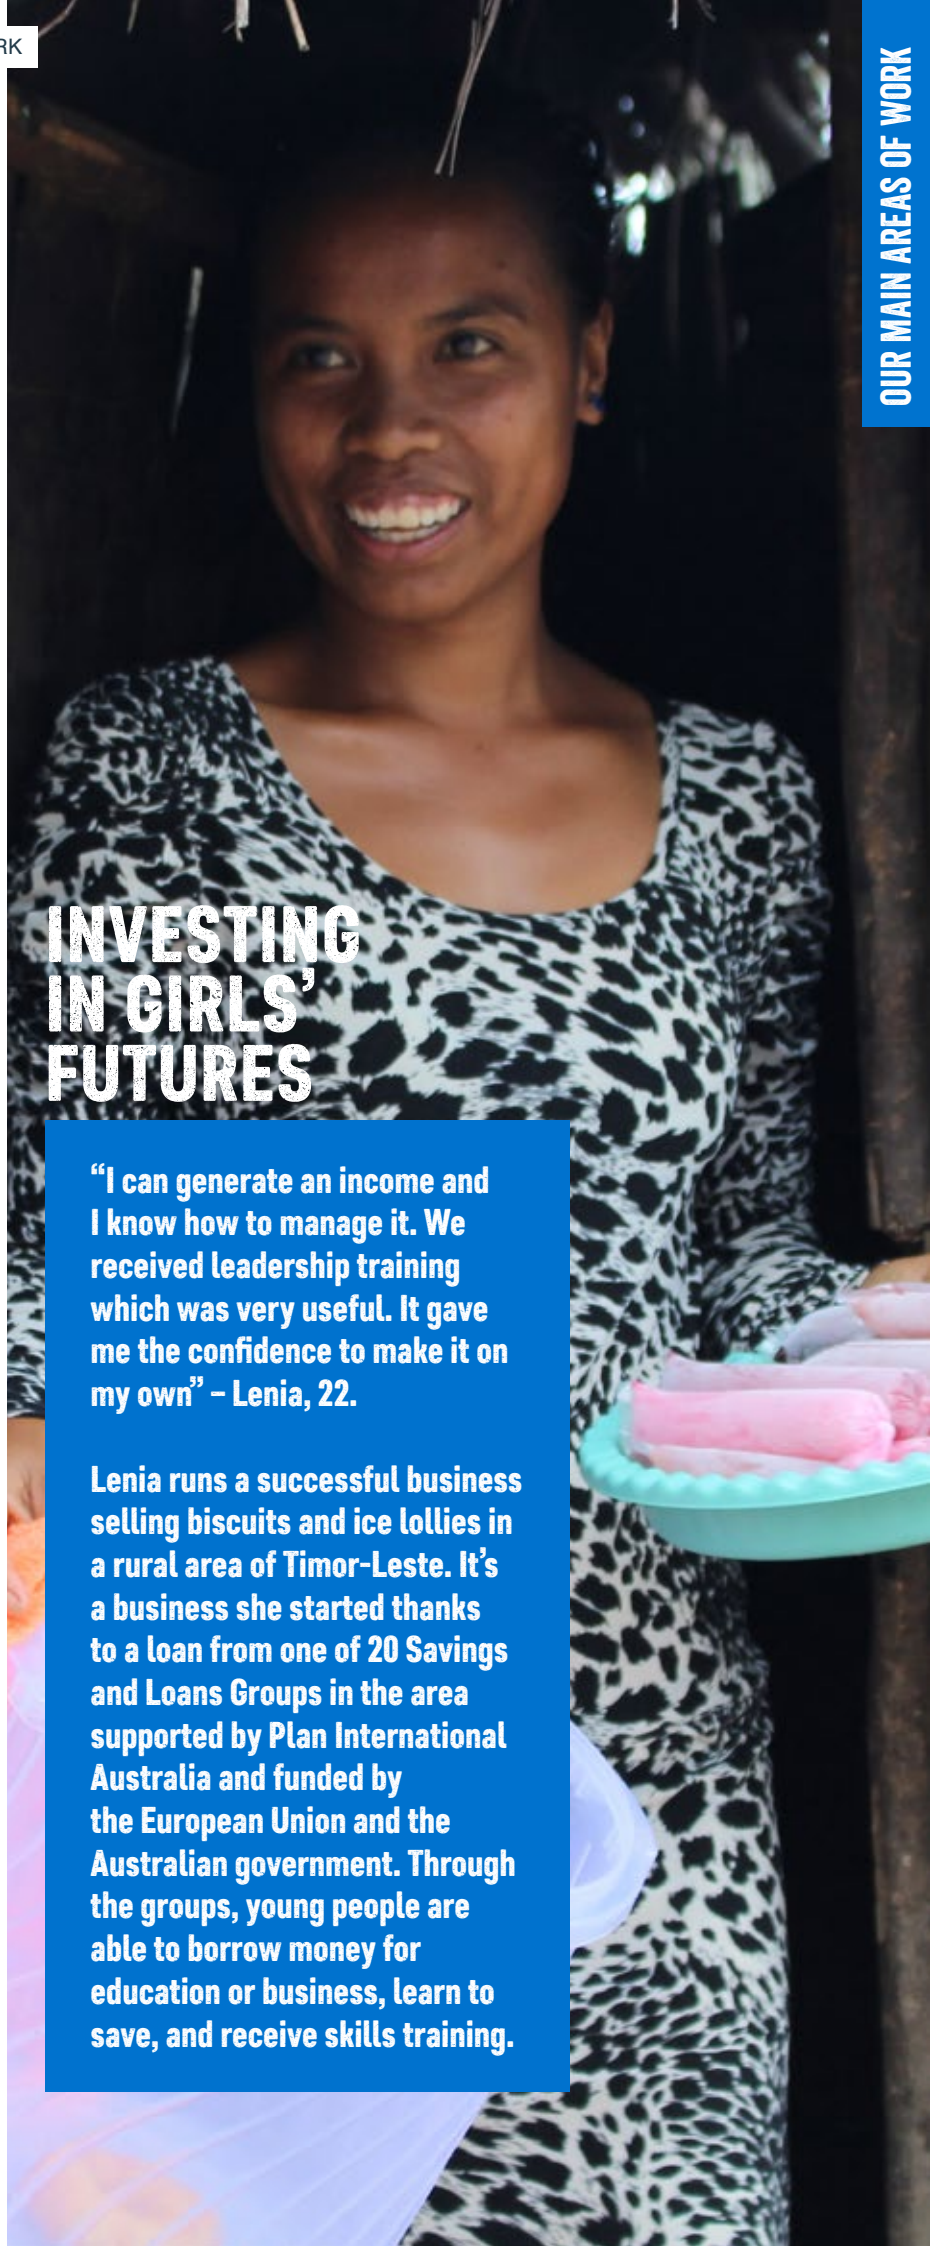 OUR MAIN AREAS OF WORK
INVESTING
IN GIRLS’
FUTURES
“I can generate an income and
I know how to manage it. We
received leadership training
which was very useful. It gave
me the confidence to make it on
my own” – Lenia, 22.
Lenia runs a successful business
selling biscuits and ice lollies in
a rural area of Timor-Leste. It’s
a business she started thanks
to a loan from one of 20 Savings
and Loans Groups in the area
supported by Plan International
Australia and funded by
the European Union and the
Australian government. Through
the groups, young people are
able to borrow money for
education or business, learn to
save, and receive skills training.